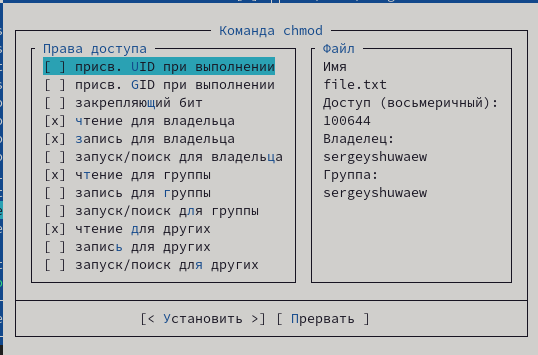 Команда chmod
Права доступа
[ ] присв. UID при выполнении
[ ] присв. GID при выполнении
[ ] закрепляющий бит
[x] чтение для владельца
[x] запись для владельца
[ ] запуск/поиск для владельца
[x] чтение для группы
[ ] запись для группы
[ ] запуск/поиск для группы
[x] чтение для других
[ ] запись для других
[ ] запуск/поиск для других
Файл
Имя
file.txt
Доступ (восьмеричный):
100644
Владелец:
sergeyshuwaew
Группа:
sergeyshuwaew
[< Установить >] [ Прервать ]